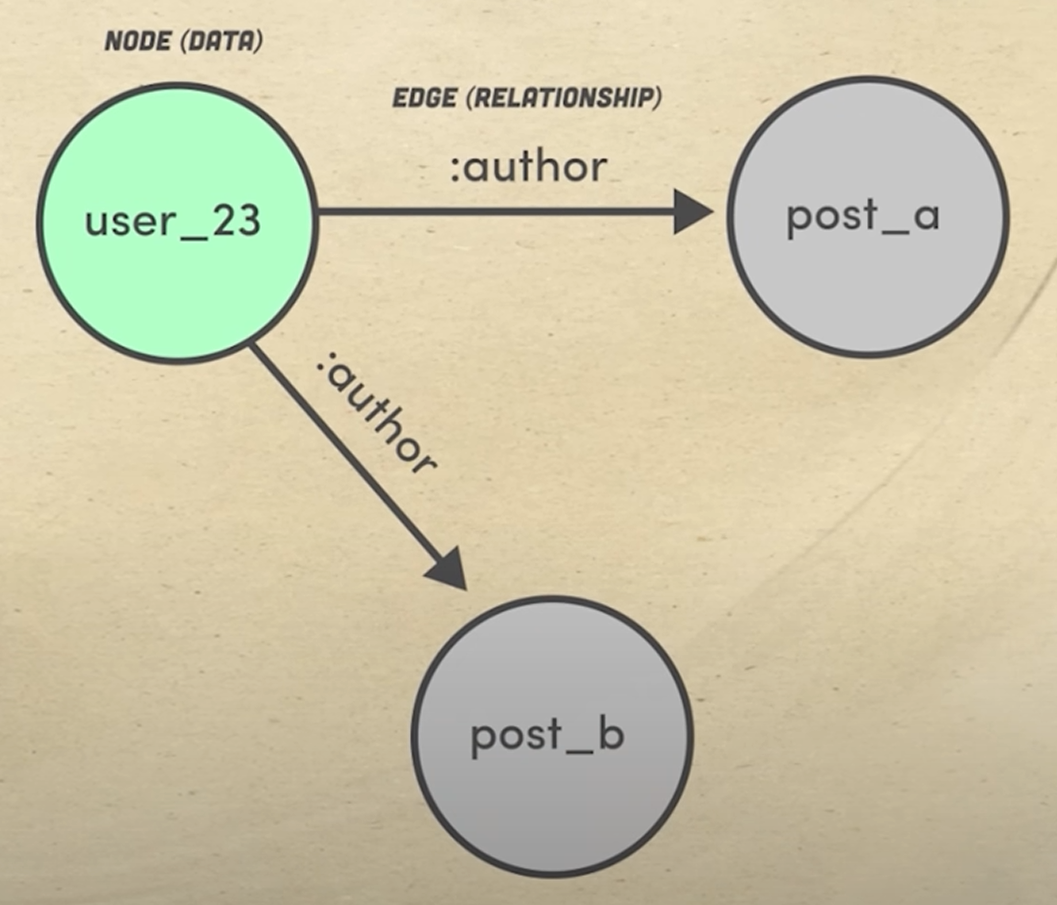 NODE (DATA)
EDGE (RELATIONSHIP)
:author
user_23
post_a
:author
post_b